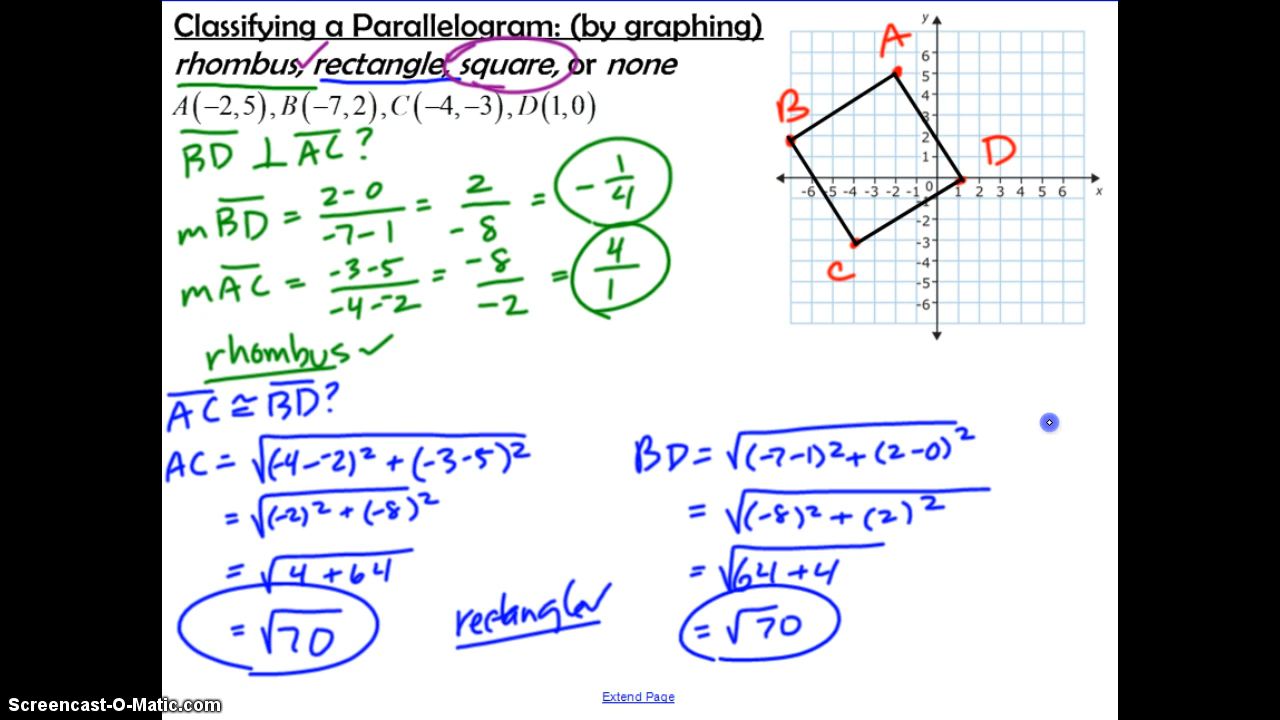 Classifying a Parallelogram: (by graphing)
rhombus, rectangle, square, or none
A(−2,5), B(−7,2), C(−4,−3), D(1,0)
BD ⊥ AC ?
mBD = 2-0 / -7-1 = 2 / -8 = -1/4
mAC = -3-5 / -4--2 = -8 / -2 = 4/1
rhombus ✓
AC ≅ BD ?
AC = √(-4--2)² + (-3-5)²
= √(-2)² + (-8)²
= √4+64
= √70
rectangle ✓
BD = √(-7-1)² + (2-0)²
= √(-8)² + (2)²
= √64+4
= √70
A
B
C
D
y
x
6
5
4
3
2
1
0
-6 -5 -4 -3 -2 -1
1 2 3 4 5 6
-1
-2
-3
-4
-5
-6
Extend Page
Screencast-O-Matic.com